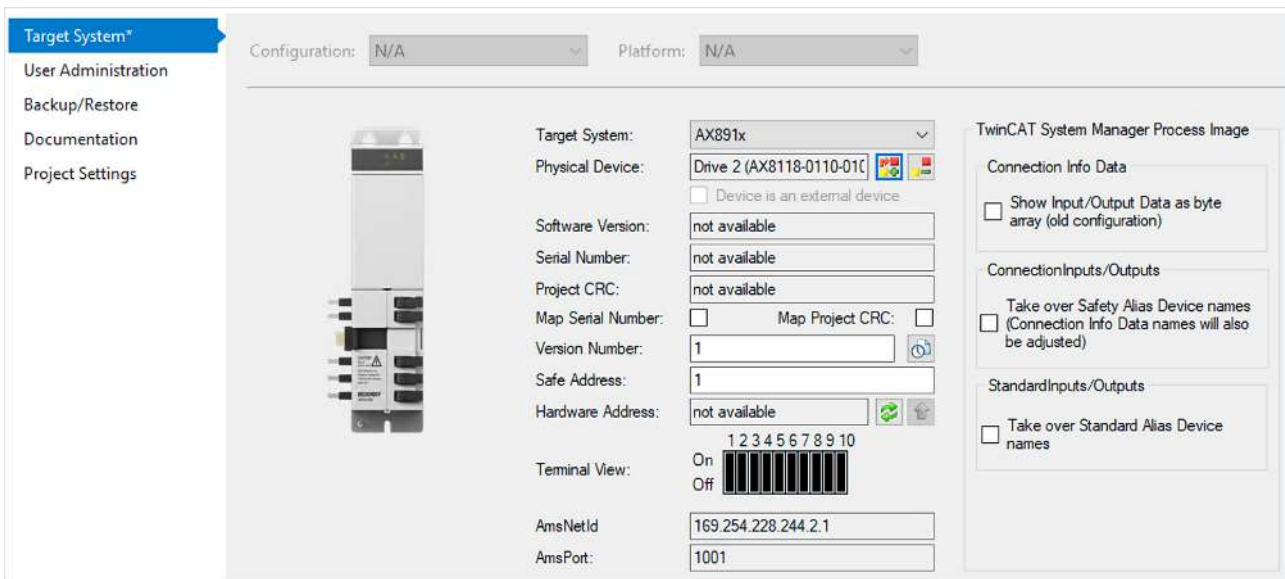 Target System*
User Administration
Backup/Restore
Documentation
Project Settings
Configuration: N/A Platform: N/A
Target System: AX891x
Physical Device: Drive 2 (AX8118-0110-010
Device is an external device
Software Version: not available
Serial Number: not available
Project CRC: not available
Map Serial Number: Map Project CRC:
Version Number: 1
Safe Address: 1
Hardware Address: not available
1 2 3 4 5 6 7 8 9 10
Terminal View: On
Off
AmsNetId 169.254.228.244.2.1
AmsPort: 1001
TwinCAT System Manager Process Image
Connection Info Data
Show Input/Output Data as byte
array (old configuration)
ConnectionInputs/Outputs
Take over Safety Alias Device names
(Connection Info Data names will also
be adjusted)
StandardInputs/Outputs
Take over Standard Alias Device
names